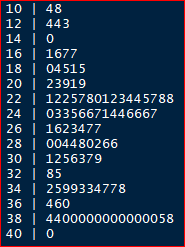 10 | 48
12 | 443
14 | 0
16 | 1677
18 | 04515
20 | 23919
22 | 1225780123445788
24 | 03356671446667
26 | 1623477
28 | 004480266
30 | 1256379
32 | 85
34 | 2599334778
36 | 460
38 | 4400000000000058
40 | 0